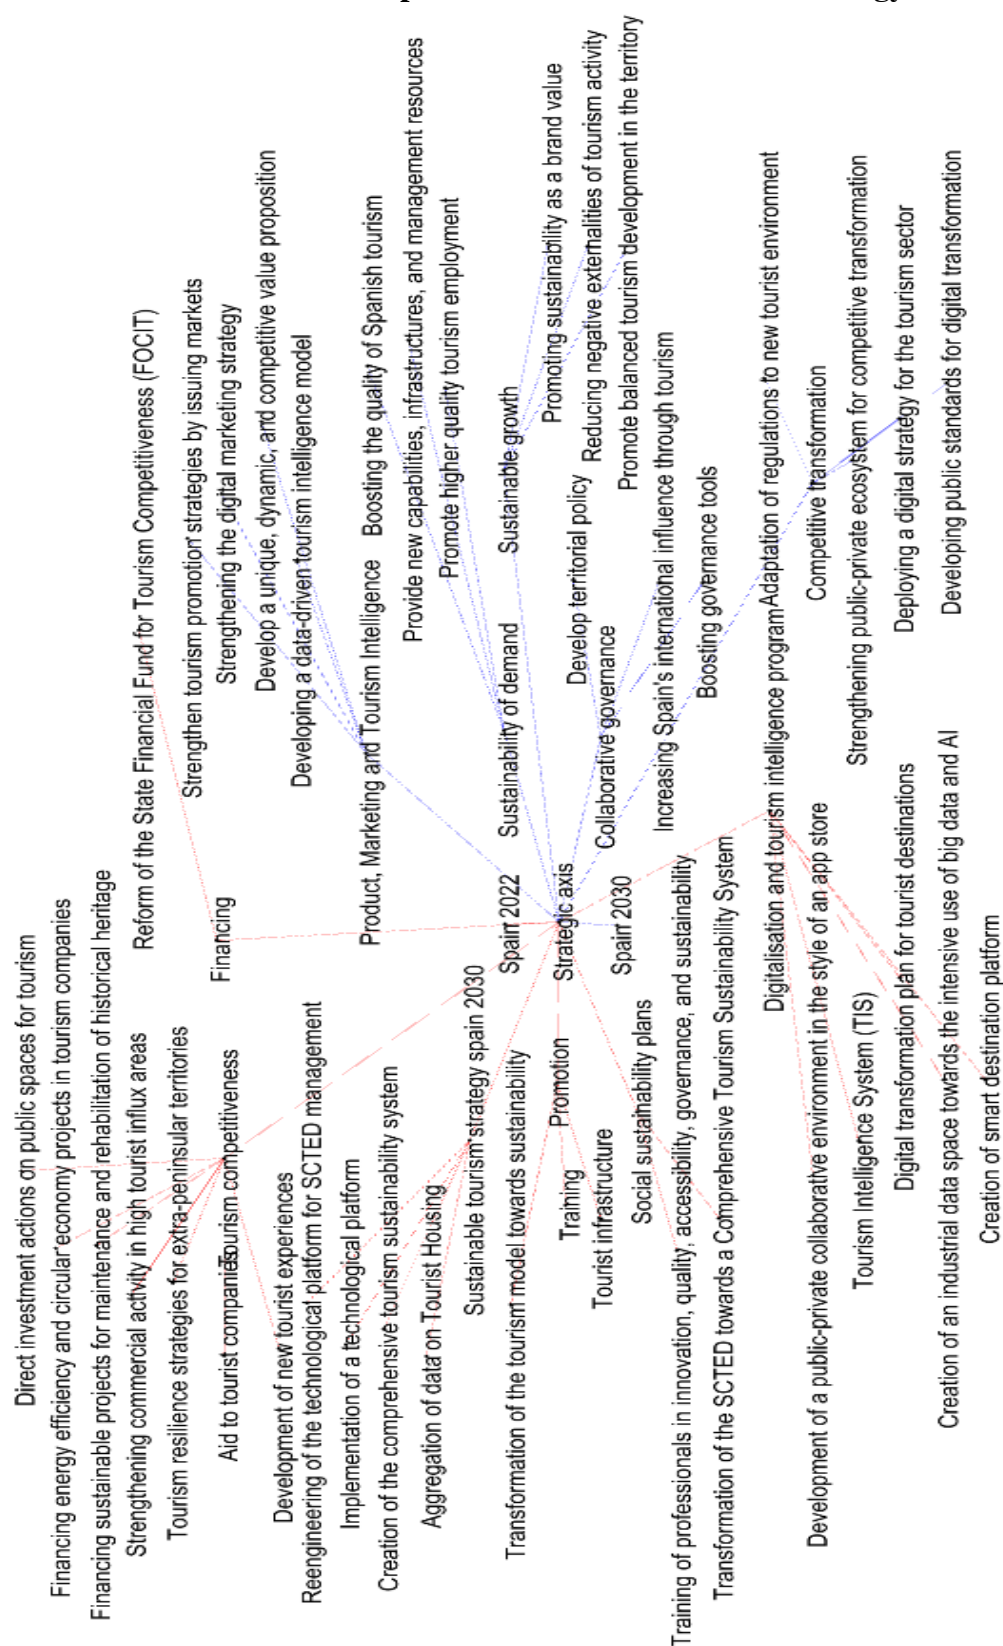 Direct investment actions on public spaces for tourism
Financing energy efficiency and circular economy projects in tourism companies
Financing sustainable projects for maintenance and rehabilitation of historical heritage
Strengthening commercial activity in high tourist influx areas
Reform of the State Financial Fund for Tourism Competitiveness (FOCIT)
Tourism resilience strategies for extra-peninsular territories
Strengthen tourism promotion strategies by issuing markets
Financing
Aid to tourist companies
Tourism competitiveness
Strengthening the digital marketing strategy
Develop a unique, dynamic, and competitive value proposition
Development of new tourist experiences
Developing a data-driven tourism intelligence model
Reengineering of the technological platform for SCTED management
Implementation of a technological platform
Product, Marketing and Tourism Intelligence
Boosting the quality of Spanish tourism
Creation of the comprehensive tourism sustainability system
Provide new capabilities, infrastructures, and management resources
Aggregation of data on Tourist Housing
Promote higher quality tourism employment
Sustainable tourism strategy spain 2030
Spain 2022
Sustainability of demand
Sustainable growth
Transformation of the tourism model towards sustainability
Promoting sustainability as a brand value
Promotion
Strategic axis
Training
Develop territorial policy
Reducing negative externalities of tourism activity
Tourist infrastructure
Collaborative governance
Spain 2030
Promote balanced tourism development in the territory
Social sustainability plans
Increasing Spain's international influence through tourism
Training of professionals in innovation, quality, accessibility, governance, and sustainability
Boosting governance tools
Transformation of the SCTED towards a Comprehensive Tourism Sustainability System
Digitalisation and tourism intelligence program
Adaptation of regulations to new tourist environment
Development of a public-private collaborative environment in the style of an app store
Competitive transformation
Tourism Intelligence System (TIS)
Strengthening public-private ecosystem for competitive transformation
Digital transformation plan for tourist destinations
Deploying a digital strategy for the tourism sector
Creation of an industrial data space towards the intensive use of big data and AI
Developing public standards for digital transformation
Creation of smart destination platform